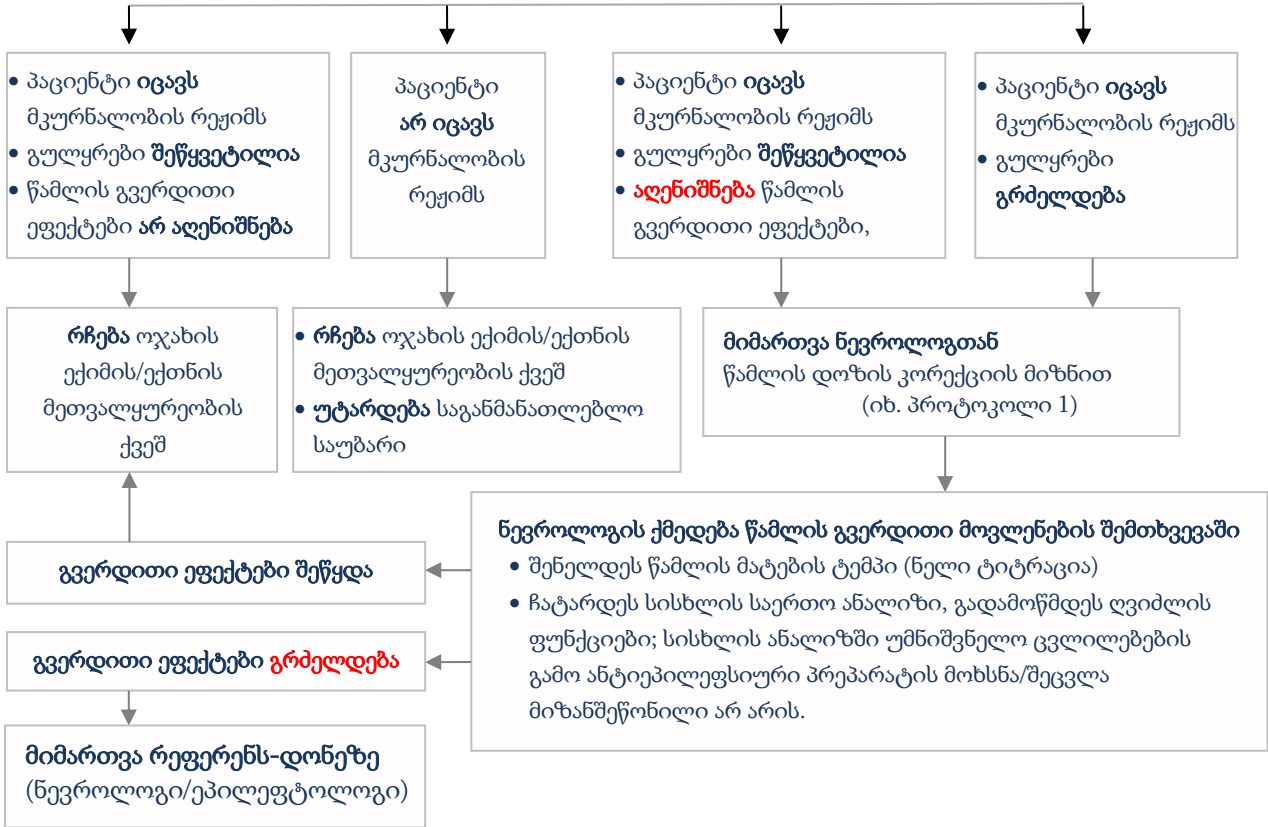 • პაციენტი იცავს
მკურნალობის რეჟიმს
• გულყრები შეწყვეტილია
• წამლის გვერდითი
ეფექტები არ აღენიშნება
პაციენტი
არ იცავს
მკურნალობის
რეჟიმს
• პაციენტი იცავს
მკურნალობის რეჟიმს
• გულყრები შეწყვეტილია
• აღენიშნება წამლის
გვერდითი ეფექტები,
• პაციენტი იცავს
მკურნალობის რეჟიმს
• გულყრები
გრძელდება
რჩება ოჯახის
ექიმის/ექთნის
მეთვალყურეობის
ქვეშ
• რჩება ოჯახის ექიმის/ექთნის
მეთვალყურეობის ქვეშ
• უტარდება საგანმანათლებლო
საუბარი
მიმართვა ნევროლოგთან
წამლის დოზის კორექციის მიზნით
(იხ. პროტოკოლი 1)
ნევროლოგის ქმედება წამლის გვერდითი მოვლენების შემთხვევაში
• შენელდეს წამლის მატების ტემპი (ნელი ტიტრაცია)
• ჩატარდეს სისხლის საერთო ანალიზი, გადამოწმდეს ღვიძლის
ფუნქციები; სისხლის ანალიზში უმნიშვნელო ცვლილებების
გამო ანტიეპილეფსიური პრეპარატის მოხსნა/შეცვლა
მიზანშეწონილი არ არის.
გვერდითი ეფექტები შეწყდა
გვერდითი ეფექტები გრძელდება
მიმართვა რეფერენს-დონეზე
(ნევროლოგი/ეპილეფტოლოგი)